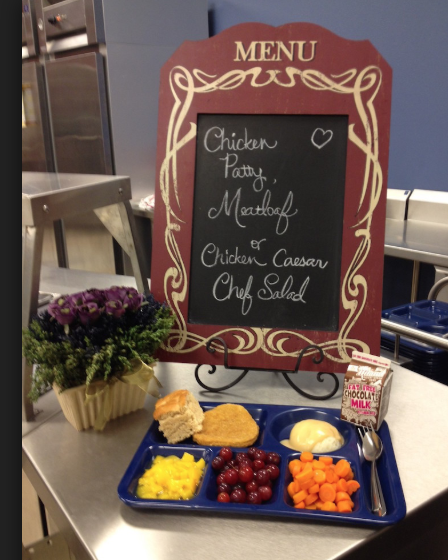 MENU
Chicken
Patty,
Meatloaf
or
Chicken Caesar
Chef Salad
FAT FREE
CHOCOLATE
MILK